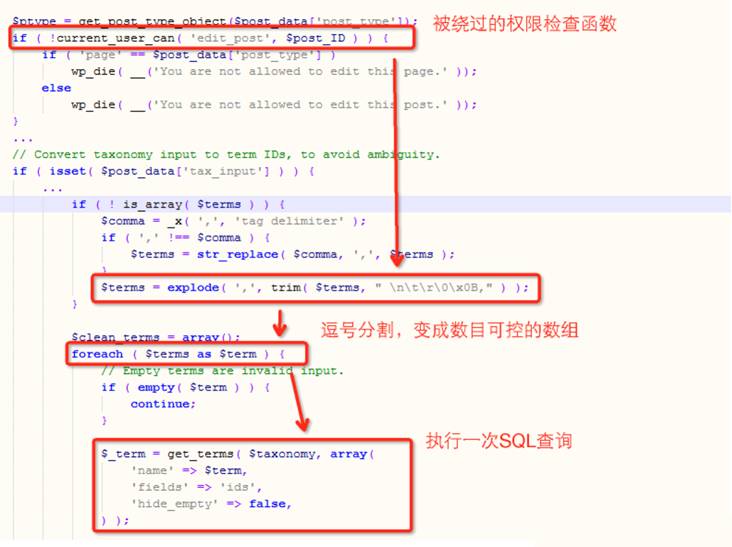 $ptype = get_post_type_object($post_data['post_type']);
被绕过的权限检查函数
if ( !current_user_can( 'edit_post', $post_ID ) ) {
if ( 'page' == $post_data['post_type'] )
wp_die( __('You are not allowed to edit this page.' ));
else
wp_die( __('You are not allowed to edit this post.' ));
}
...
// Convert taxonomy input to term IDs, to avoid ambiguity.
if ( isset( $post_data['tax_input'] ) ) {
...
if ( ! is_array( $terms ) ) {
$comma = _x( ',', 'tag delimiter' );
if ( ',' !== $comma ) {
$terms = str_replace( $comma, ',', $terms );
}
$terms = explode( ',', trim( $terms, " \n\t\r\0\x0B," ) );
}
逗号分割，变成数目可控的数组
$clean_terms = array();
foreach ( $terms as $term ) {
// Empty terms are invalid input.
if ( empty( $term ) ) {
continue;
}
执行一次SQL查询
$_term = get_terms( $taxonomy, array(
'name' => $term,
'fields' => 'ids',
'hide_empty' => false,
) );